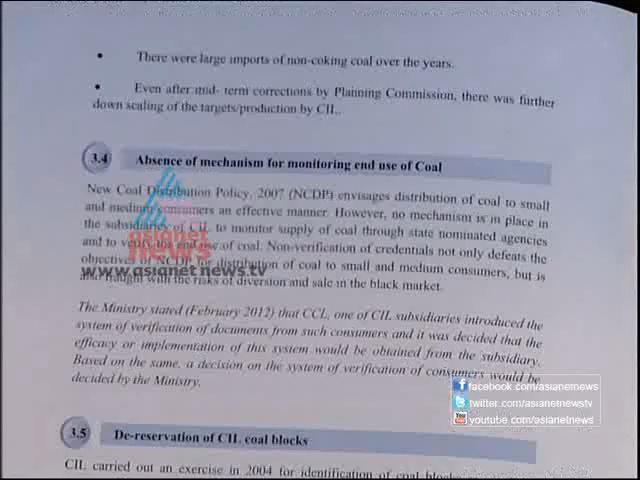 • There were large imports of non-coking coal over the years.
• Even after mid- term corrections by Planning Commission, there was further
down scaling of the targets/production by CIL.
3.4 Absence of mechanism for monitoring end use of Coal
New Coal Distribution Policy, 2007 (NCDP) envisages distribution of coal to small
and medium consumers an effective manner. However, no mechanism is in place in
the subsidiaries of CIL to monitor supply of coal through state nominated agencies
and to verify the end use of coal. Non-verification of credentials not only defeats the
objectives of NCDP for distribution of coal to small and medium consumers, but is
also fraught with the risks of diversion and sale in the black market.
asianet
news
www.asianetnews.tv
The Ministry stated (February 2012) that CCL, one of CIL subsidiaries introduced the
system of verification of documents from such consumers and it was decided that the
efficacy or implementation of this system would be obtained from the subsidiary.
Based on the same, a decision on the system of verification of consumers would be
decided by the Ministry.
facebook.com/asianetnews
twitter.com/asianetnewstv
youtube.com/asianetnews
3.5 De-reservation of CIL coal blocks
CIL carried out an exercise in 2004 for identification of coal blocks